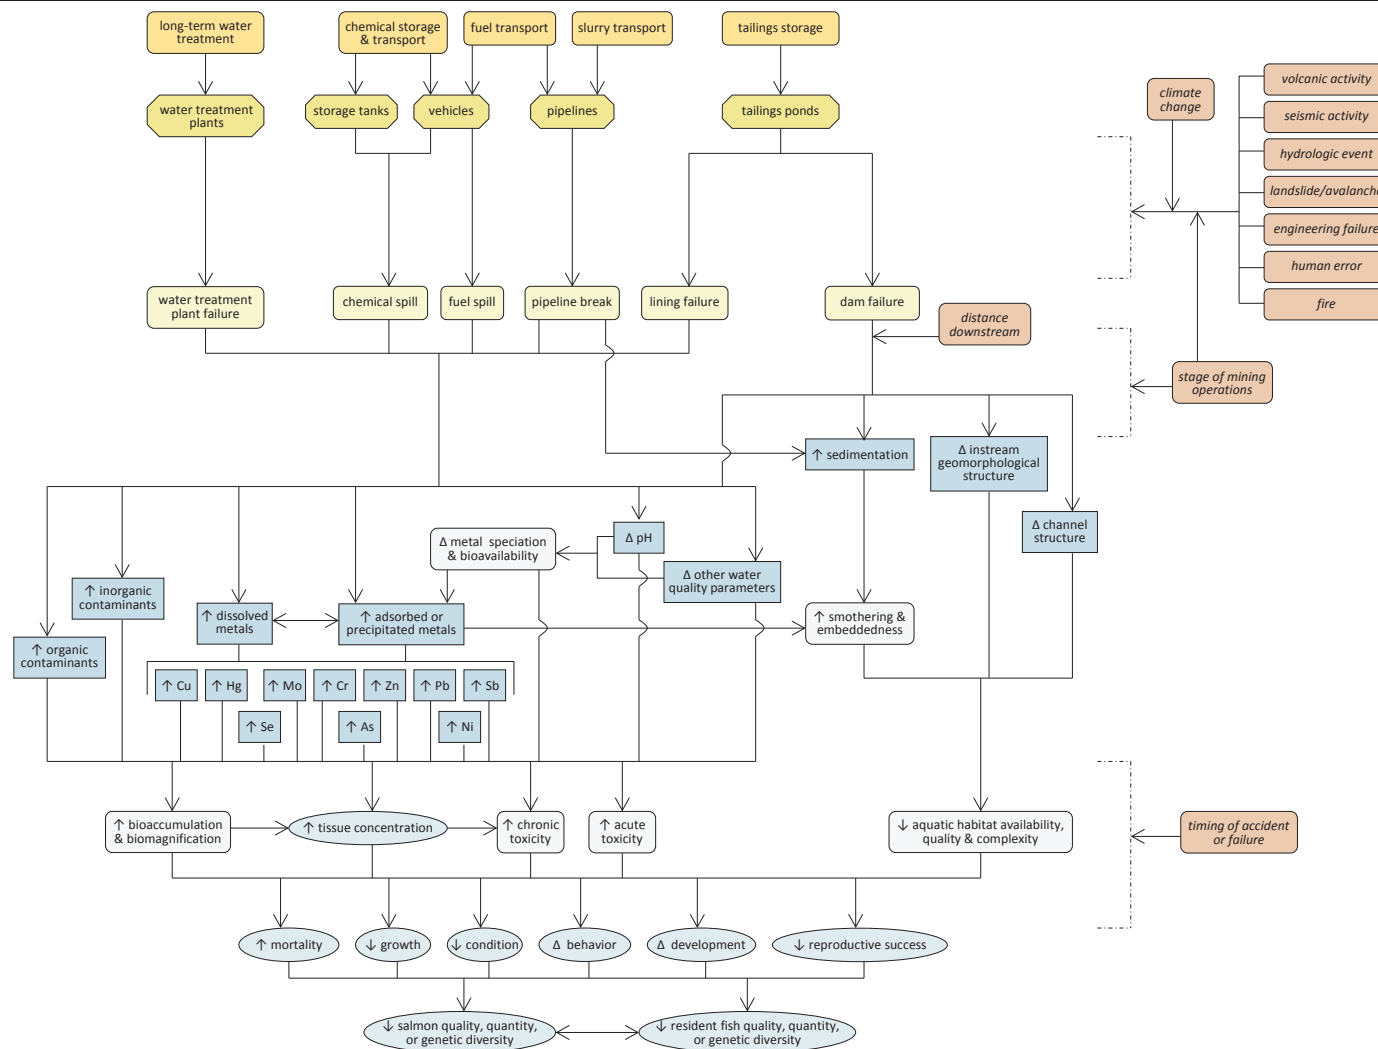 long-term water
treatment
chemical storage
& transport
fuel transport
slurry transport
tailings storage
water treatment
plants
storage tanks
vehicles
pipelines
tailings ponds
climate
change
volcanic activity
seismic activity
hydrologic event
landslide/avalanche
engineering failure
human error
fire
water treatment
plant failure
chemical spill
fuel spill
pipeline break
lining failure
dam failure
distance
downstream
stage of mining
operations
↑ sedimentation
Δ instream
geomorphological
structure
Δ channel
structure
Δ pH
Δ metal speciation
& bioavailability
Δ other water
quality parameters
↑ inorganic
contaminants
↑ organic
contaminants
↑ dissolved
metals
↑ adsorbed or
precipitated metals
↑ smothering &
embeddedness
↑ Cu
↑ Hg
↑ Mo
↑ Cr
↑ Zn
↑ Pb
↑ Sb
↑ Se
↑ As
↑ Ni
↑ bioaccumulation
& biomagnification
↑ tissue concentration
↑ chronic
toxicity
↑ acute
toxicity
↓ aquatic habitat availability,
quality & complexity
timing of accident
or failure
↑ mortality
↓ growth
↓ condition
Δ behavior
Δ development
↓ reproductive success
↓ salmon quality, quantity,
or genetic diversity
↓ resident fish quality, quantity,
or genetic diversity